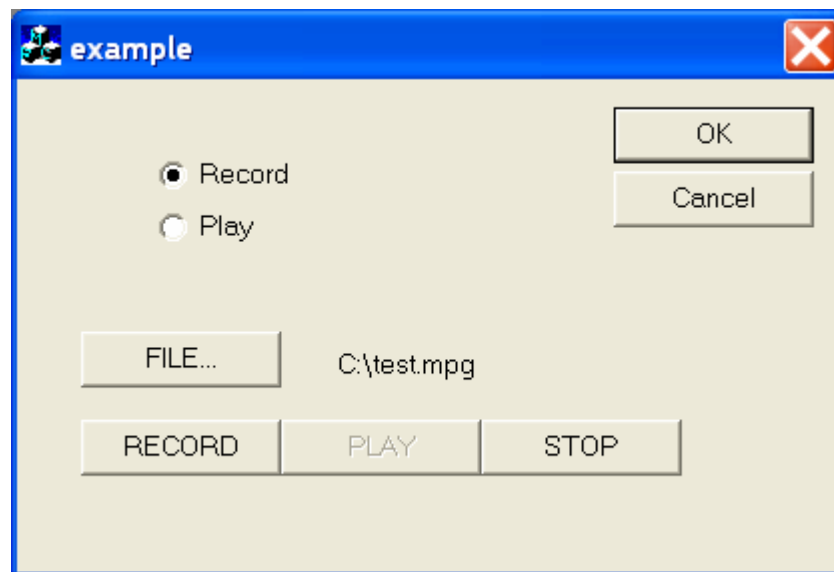 example
OK
Record
Cancel
Play
FILE...
C:\test.mpg
RECORD
PLAY
STOP